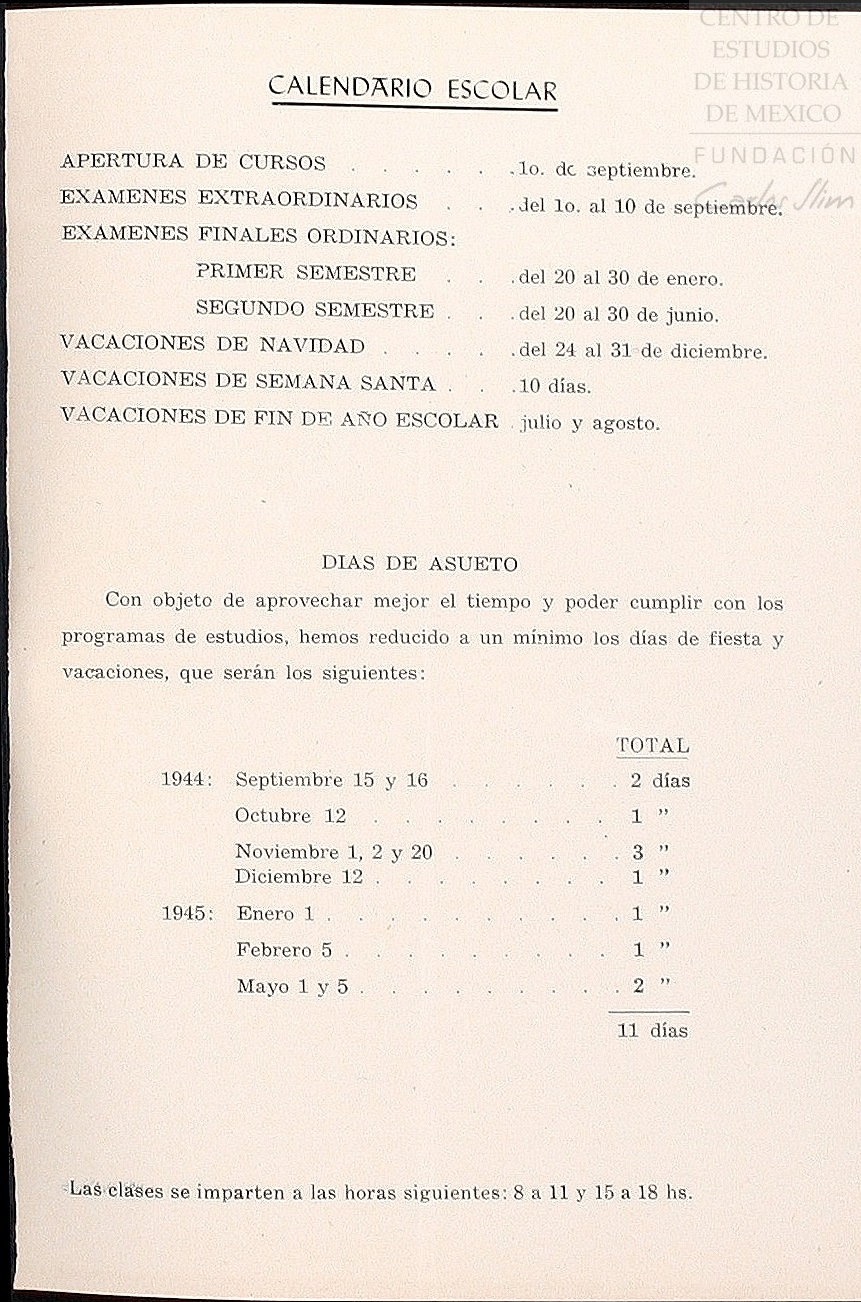 CENTRO DE
ESTUDIOS
DE HISTORIA
DE MEXICO
FUNDACIÓN
Carlos Slim
CALENDARIO ESCOLAR
APERTURA DE CURSOS . . . . . . 1o. de septiembre.
EXAMENES EXTRAORDINARIOS . . . del 1o. al 10 de septiembre.
EXAMENES FINALES ORDINARIOS:
PRIMER SEMESTRE . . . del 20 al 30 de enero.
SEGUNDO SEMESTRE . . . del 20 al 30 de junio.
VACACIONES DE NAVIDAD . . . . . del 24 al 31 de diciembre.
VACACIONES DE SEMANA SANTA . . . 10 días.
VACACIONES DE FIN DE AÑO ESCOLAR . julio y agosto.
DIAS DE ASUETO
Con objeto de aprovechar mejor el tiempo y poder cumplir con los
programas de estudios, hemos reducido a un mínimo los días de fiesta y
vacaciones, que serán los siguientes:
TOTAL
1944: Septiembre 15 y 16 . . . . . . 2 días
Octubre 12 . . . . . . . . 1 ”
Noviembre 1, 2 y 20 . . . . . . 3 ”
Diciembre 12 . . . . . . . . 1 ”
1945: Enero 1 . . . . . . . . . . 1 ”
Febrero 5 . . . . . . . . . 1 ”
Mayo 1 y 5 . . . . . . . . . 2 ”
11 días
Las clases se imparten a las horas siguientes: 8 a 11 y 15 a 18 hs.